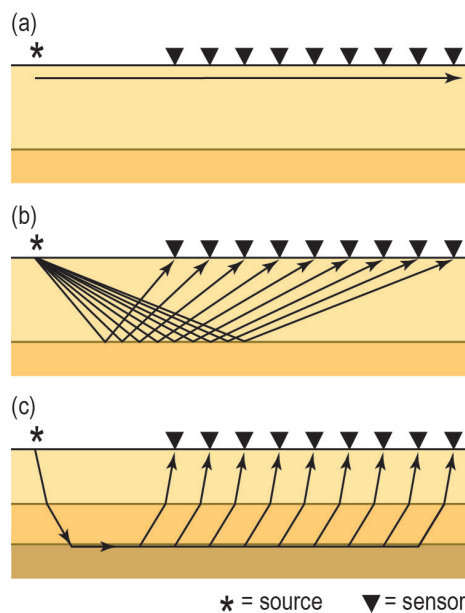 (a)
*
(b)
*
(c)
*
* = source ▼ = sensor